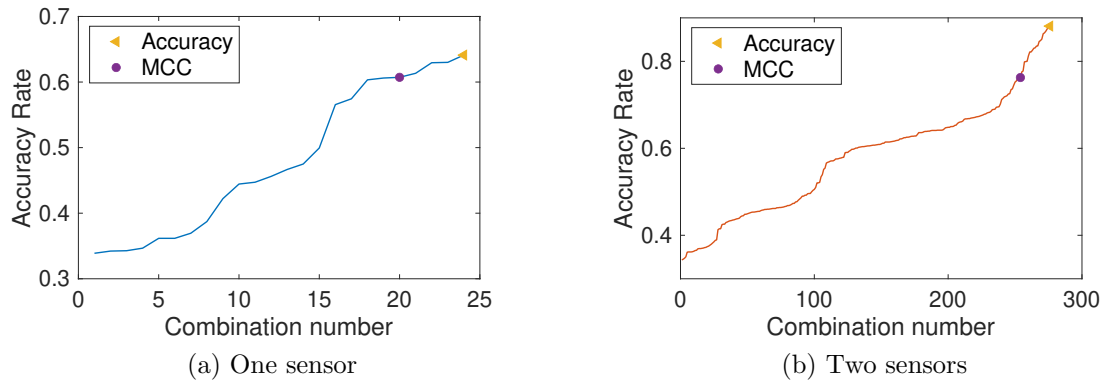 0.7
0.6
0.5
0.4
0.3
0 5 10 15 20 25
Accuracy Rate
Combination number
Accuracy
MCC
(a) One sensor
0.8
0.6
0.4
0 100 200 300
Accuracy Rate
Combination number
Accuracy
MCC
(b) Two sensors